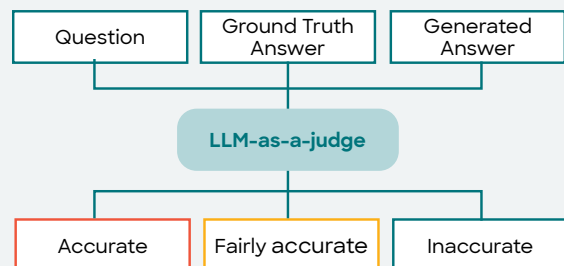 Question
Ground Truth
Answer
Generated
Answer
LLM-as-a-judge
Accurate
Fairly accurate
Inaccurate